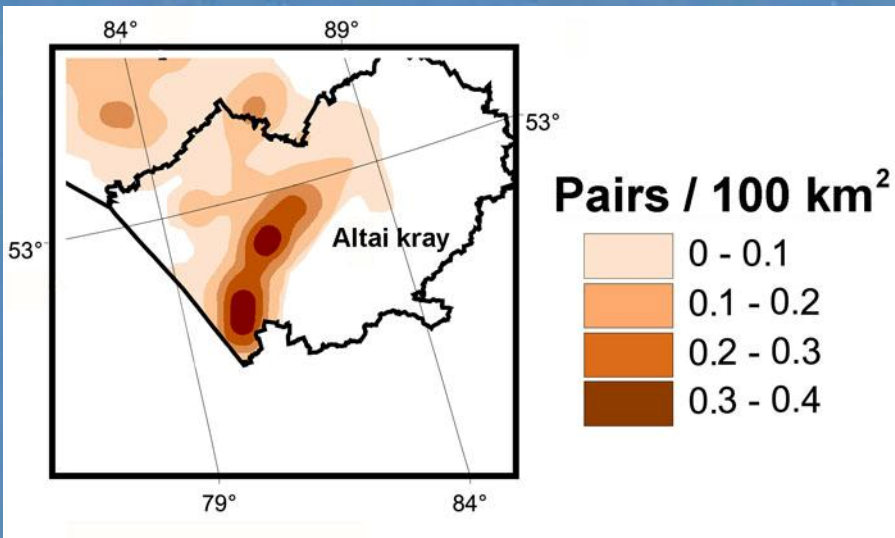 84° 89°
53°
53°
Altai kray
79° 84°
Pairs / 100 km²
0 - 0.1
0.1 - 0.2
0.2 - 0.3
0.3 - 0.4